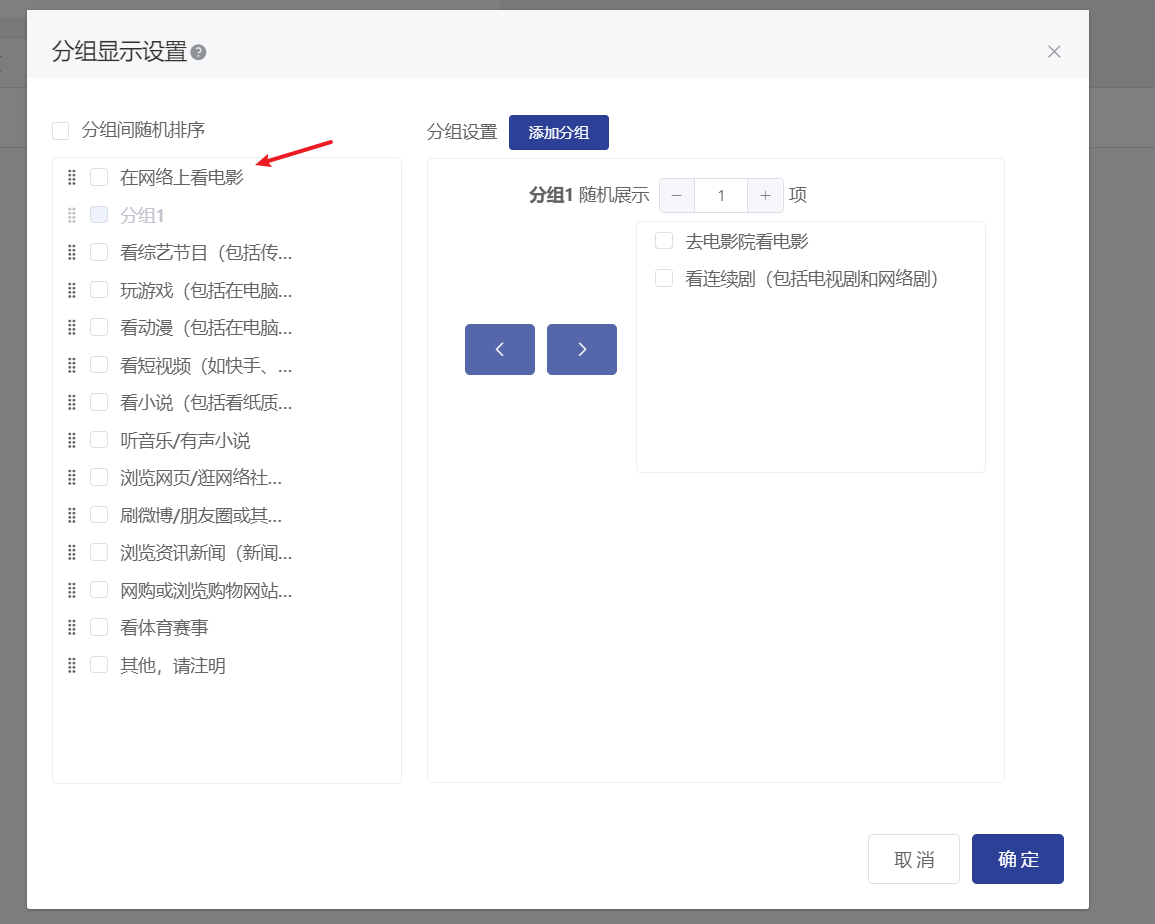 分组显示设置
分组间随机排序
在网络上看电影
分组1
看综艺节目（包括传...
玩游戏（包括在电脑...
看动漫（包括在电脑...
看短视频（如快手、...
看小说（包括看纸质...
听音乐/有声小说
浏览网页/逛网络社...
刷微博/朋友圈或其...
浏览资讯新闻（新闻...
网购或浏览购物网站...
看体育赛事
其他，请注明
分组设置 添加分组
分组1 随机展示 − 1 + 项
去电影院看电影
看连续剧（包括电视剧和网络剧）
取消 确定